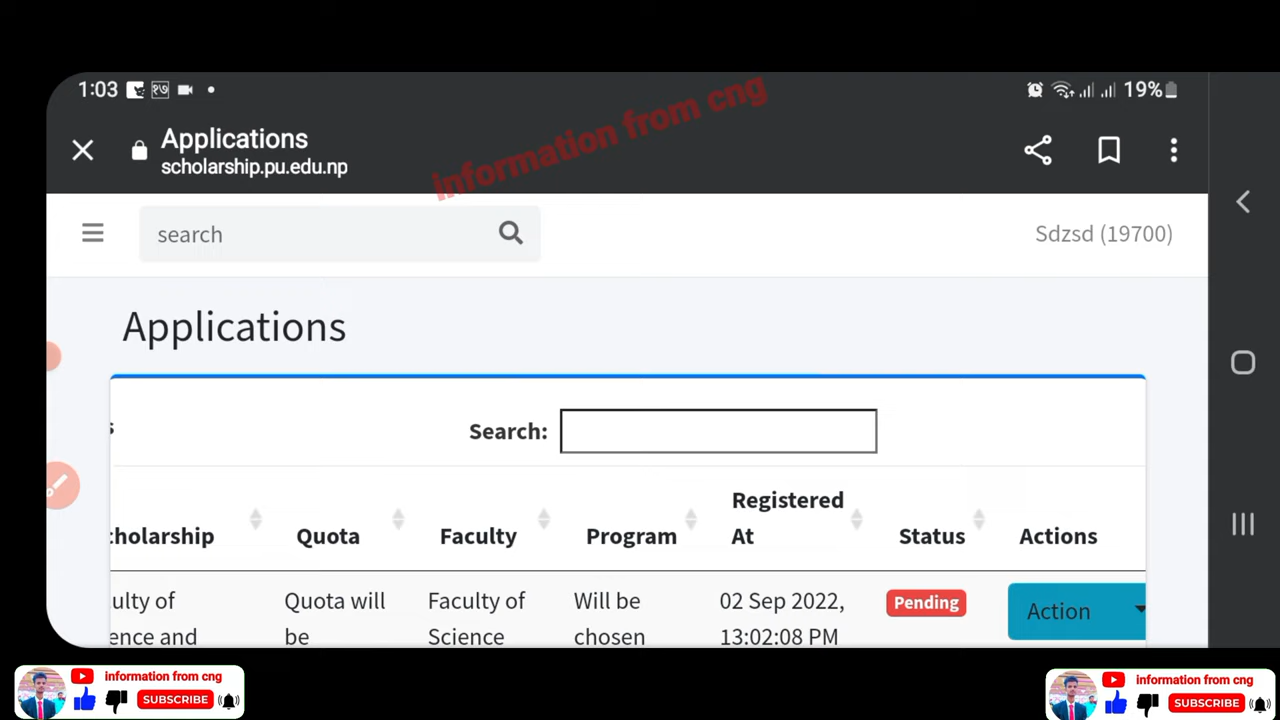 1:03
19%
information from cng
Applications
scholarship.pu.edu.np
search
Sdzsd (19700)
Applications
s
Search:
Registered
cholarship Quota Faculty Program At Status Actions
ulty of Quota will Faculty of Will be 02 Sep 2022, Pending Action
ence and be Science chosen 13:02:08 PM
information from cng
SUBSCRIBE
information from cng
SUBSCRIBE